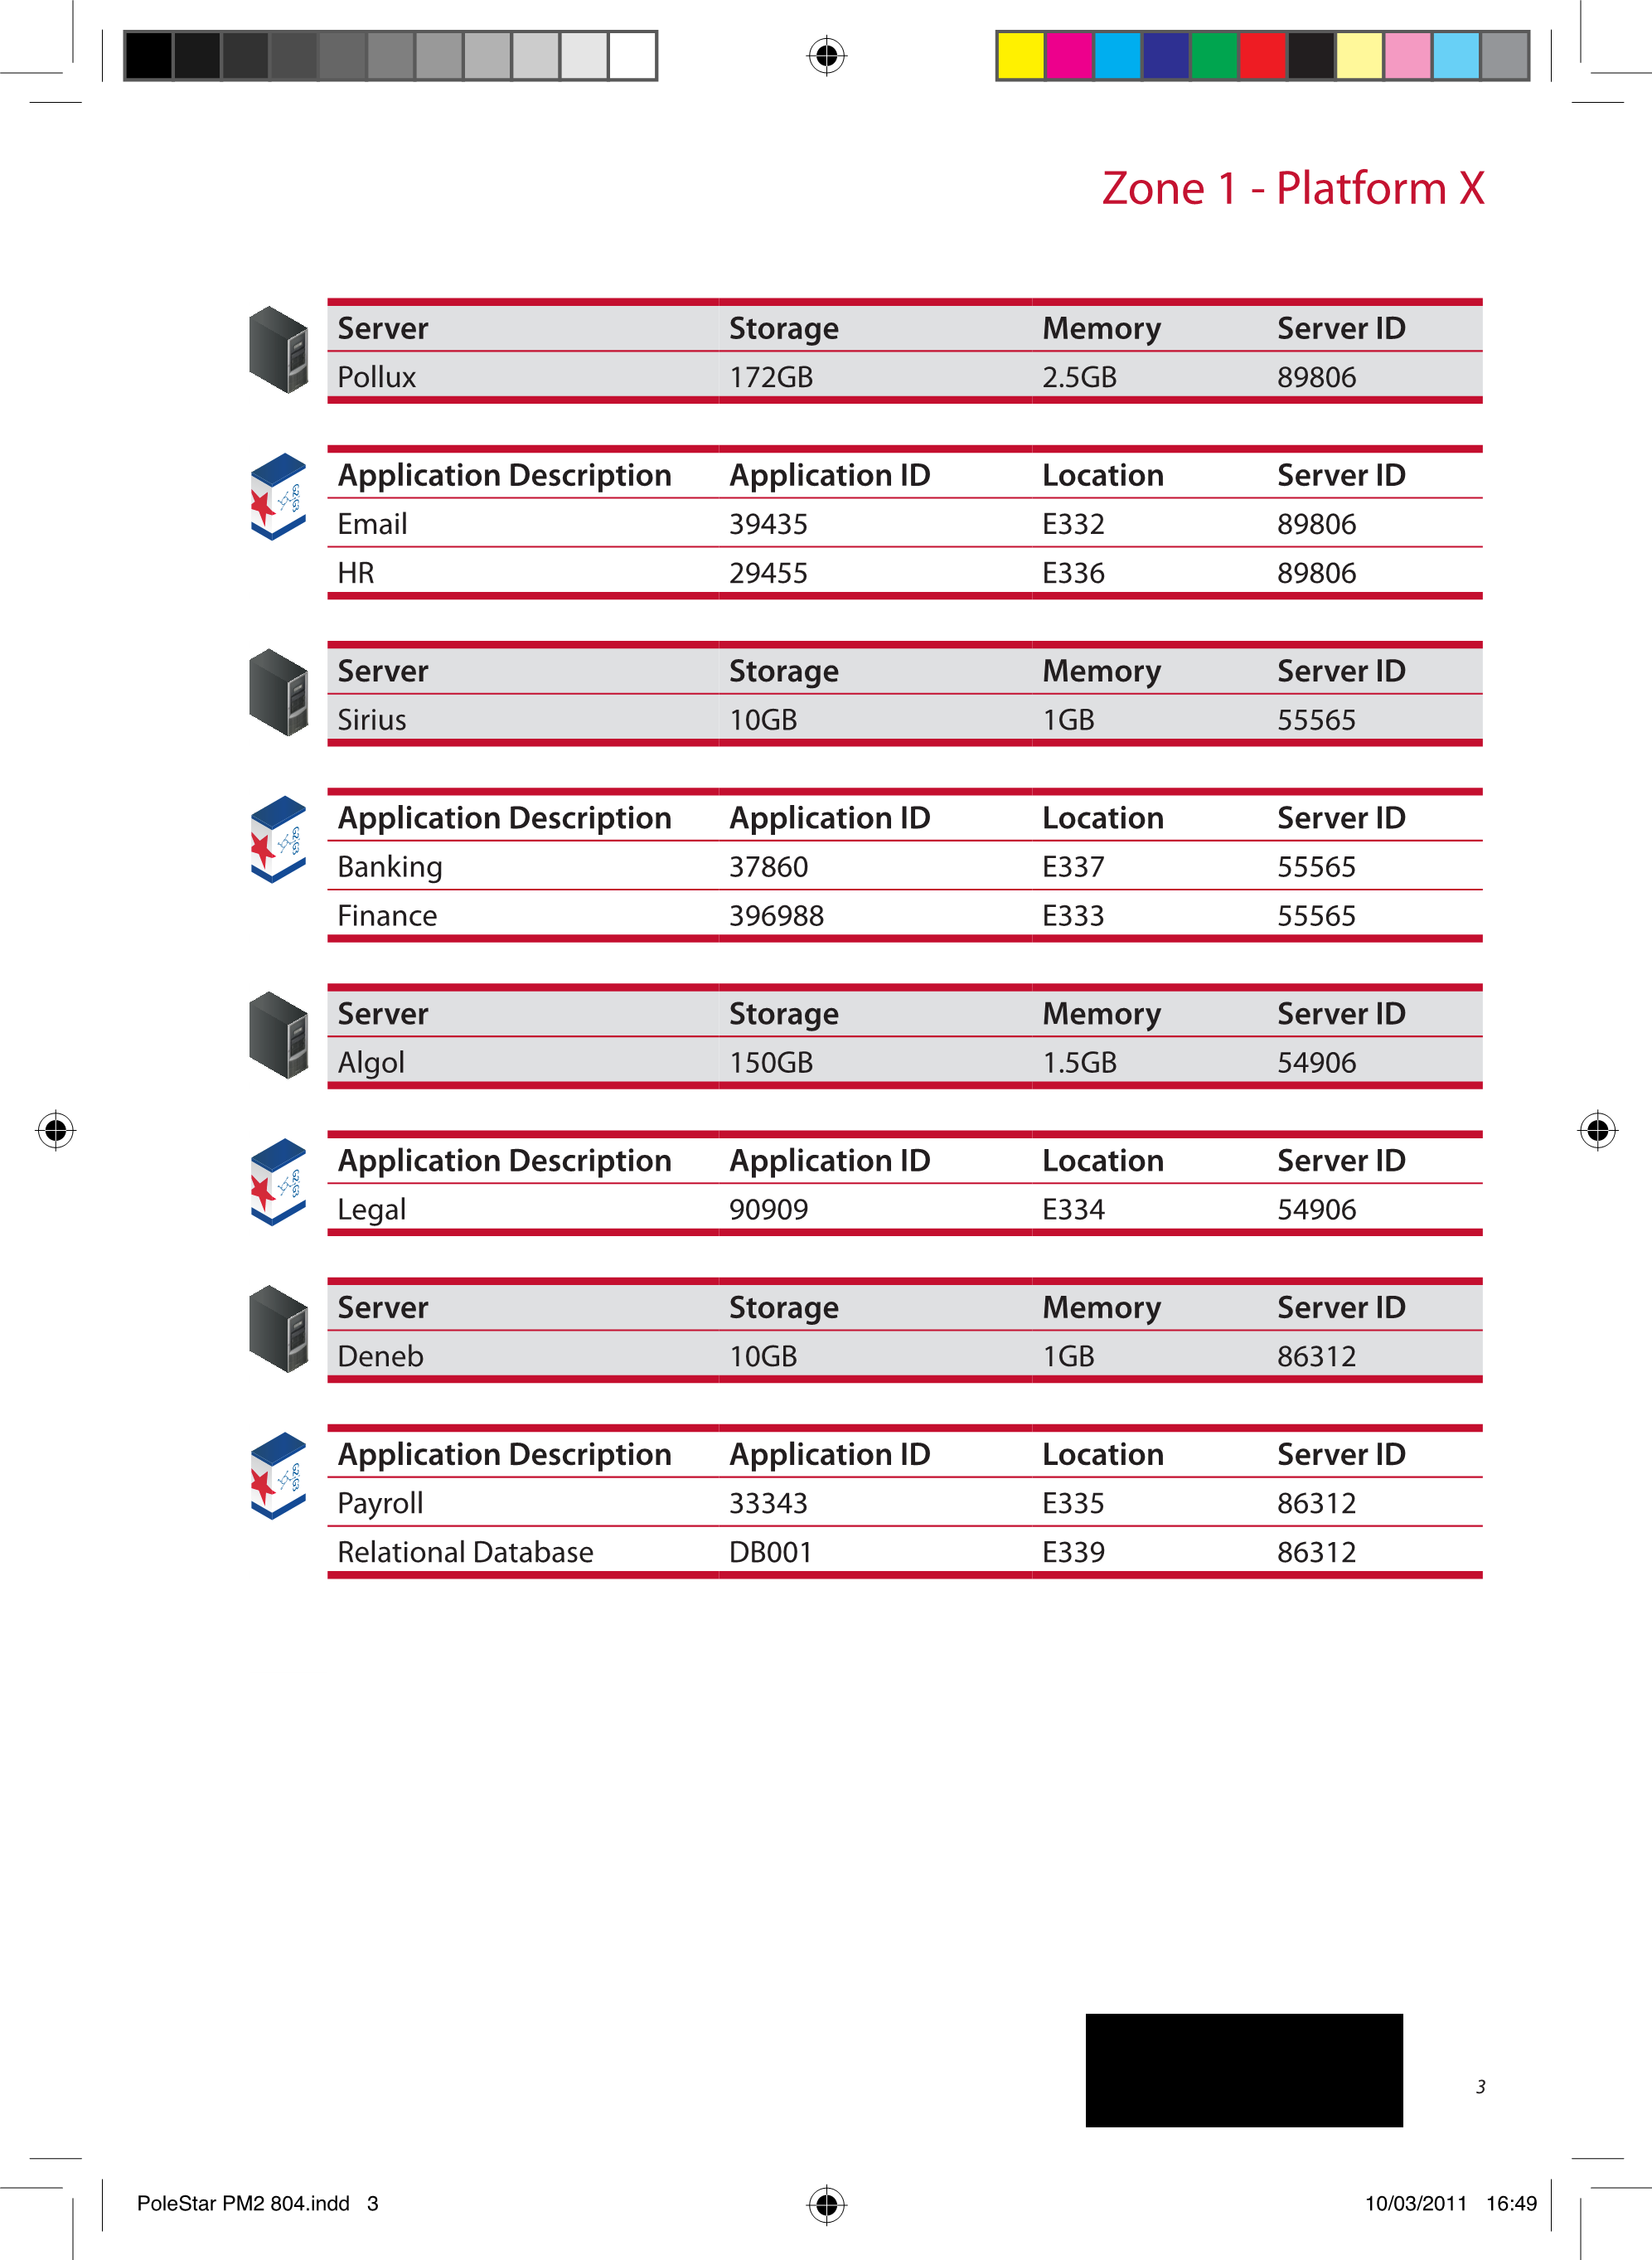 Zone 1 - Platform X
Server Storage Memory Server ID
Pollux 172GB 2.5GB 89806
Application Description Application ID Location Server ID
Email 39435 E332 89806
HR 29455 E336 89806
Server Storage Memory Server ID
Sirius 10GB 1GB 55565
Application Description Application ID Location Server ID
Banking 37860 E337 55565
Finance 396988 E333 55565
Server Storage Memory Server ID
Algol 150GB 1.5GB 54906
Application Description Application ID Location Server ID
Legal 90909 E334 54906
Server Storage Memory Server ID
Deneb 10GB 1GB 86312
Application Description Application ID Location Server ID
Payroll 33343 E335 86312
Relational Database DB001 E339 86312
3
PoleStar PM2 804.indd 3 10/03/2011 16:49